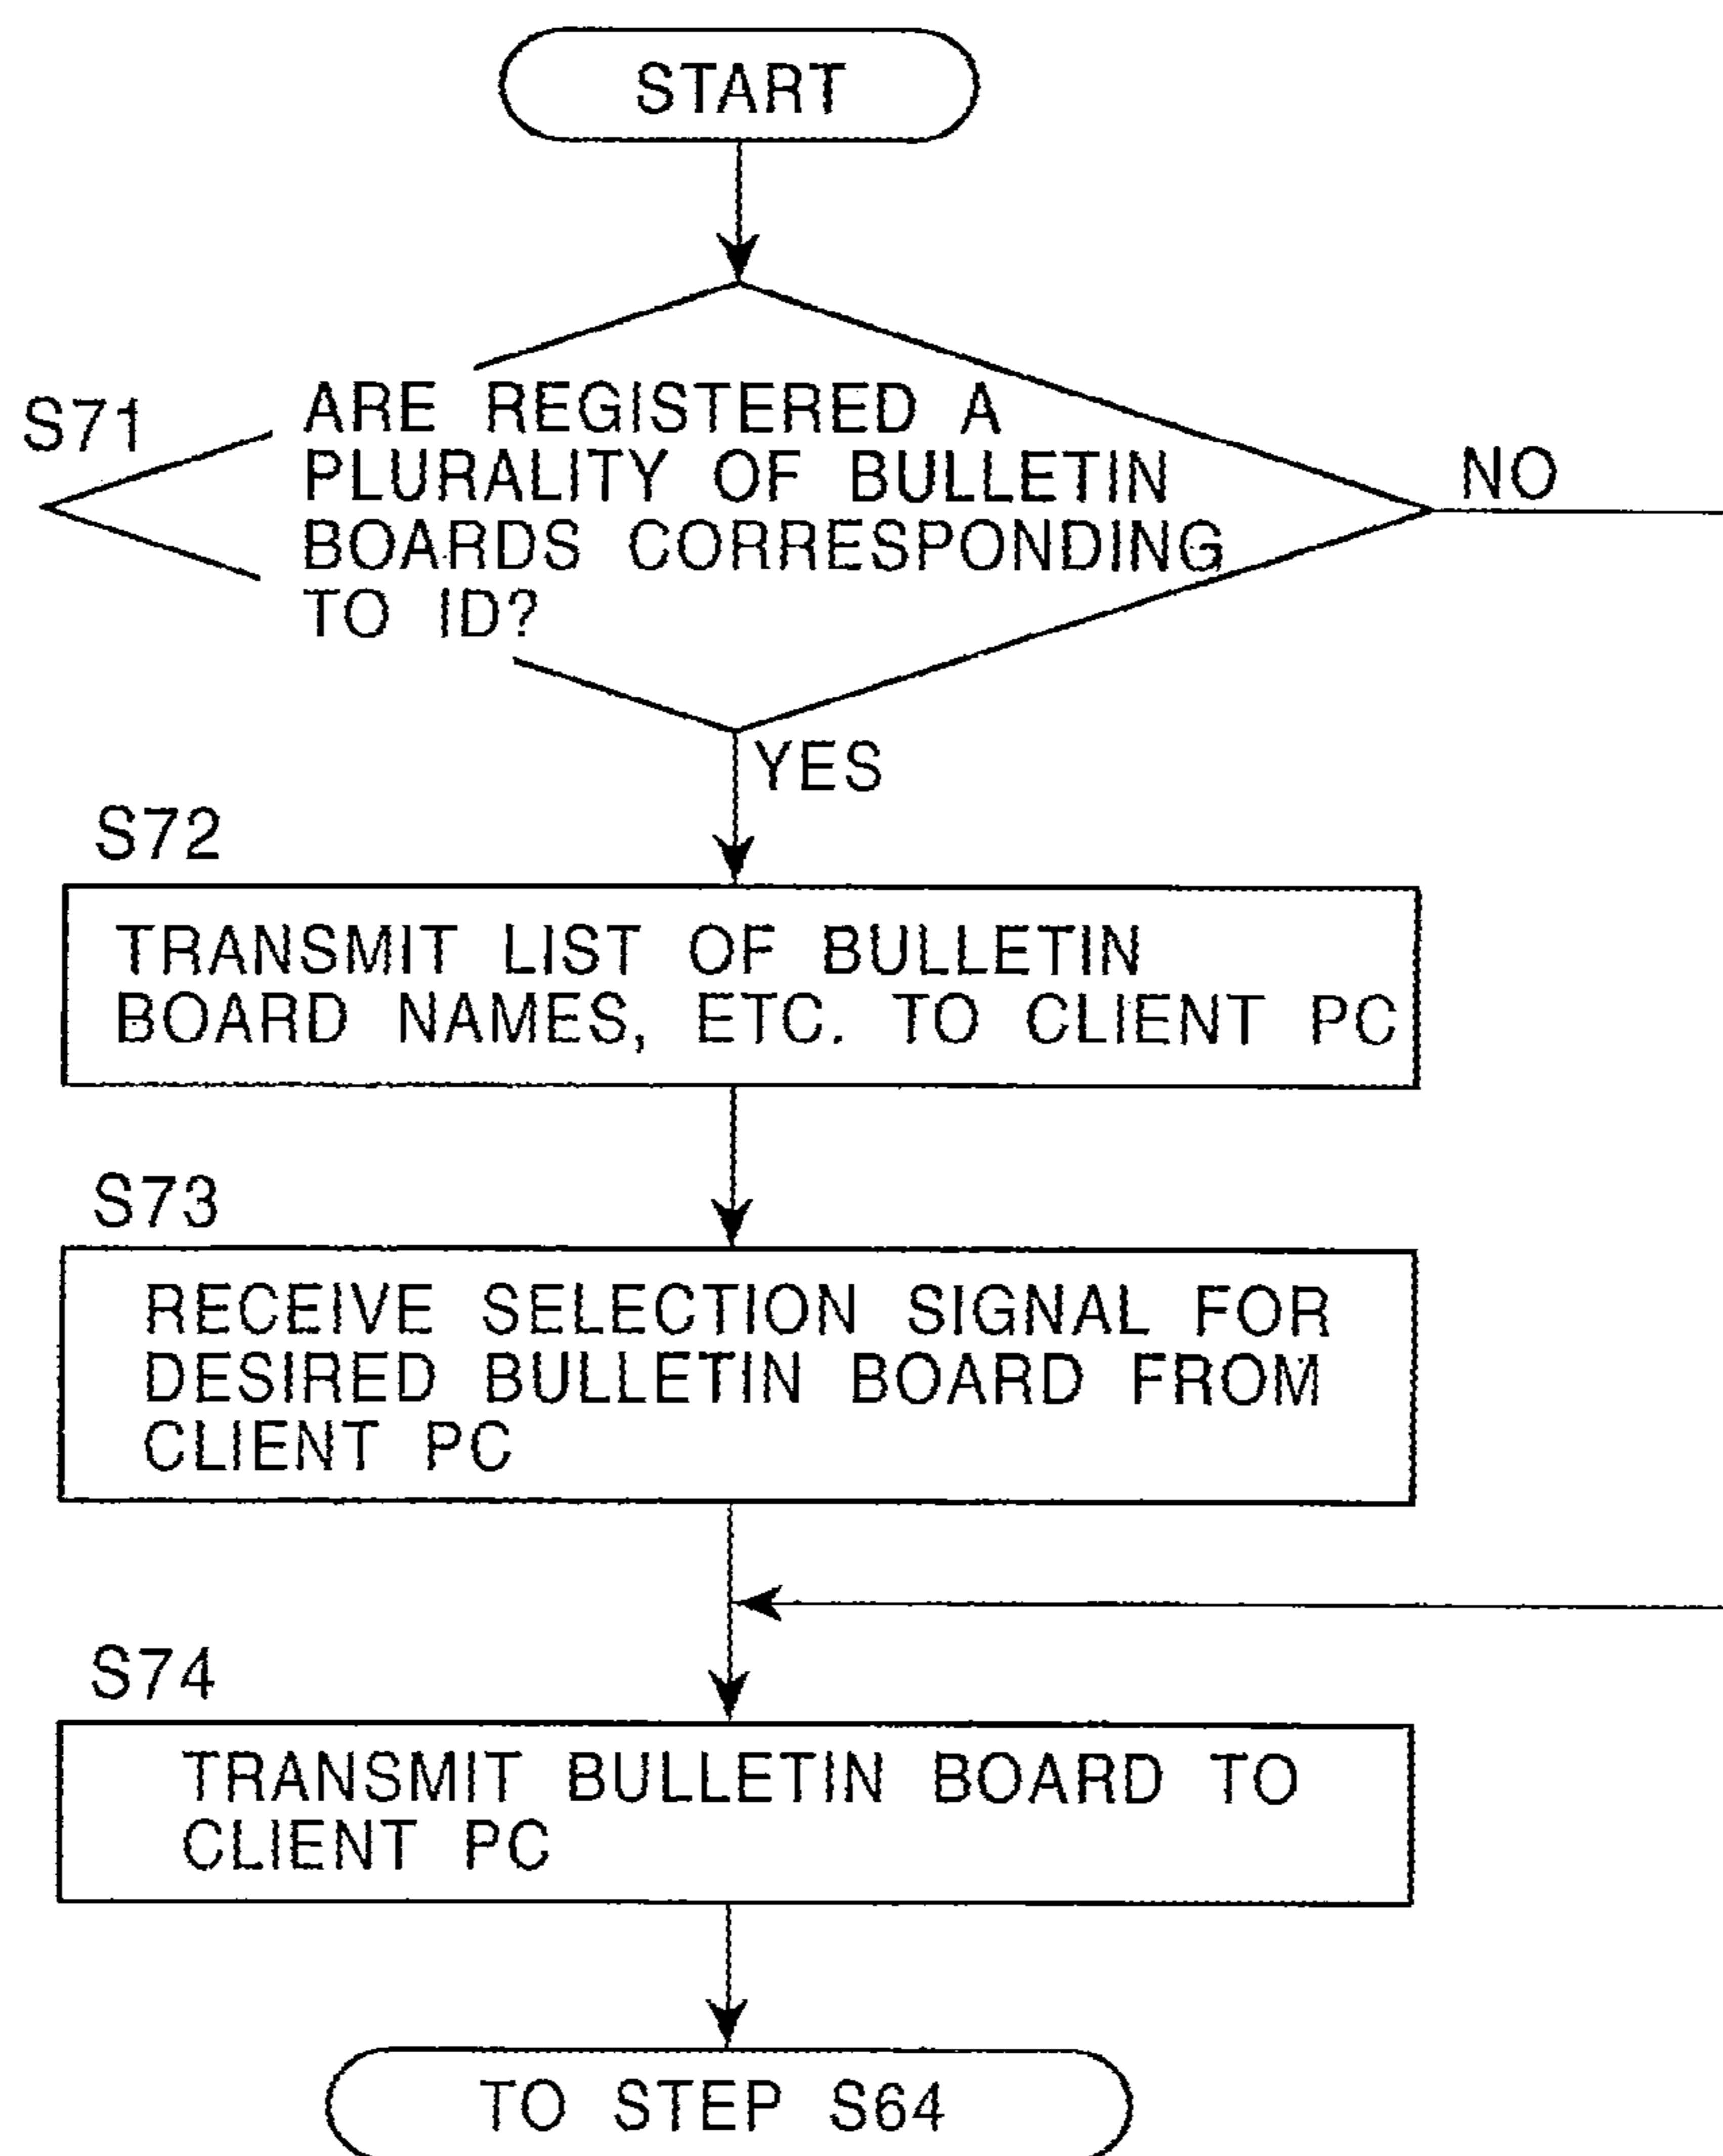 START
S71
ARE REGISTERED A
PLURALITY OF BULLETIN
BOARDS CORRESPONDING
TO ID?
NO
YES
S72
TRANSMIT LIST OF BULLETIN
BOARD NAMES, ETC. TO CLIENT PC
S73
RECEIVE SELECTION SIGNAL FOR
DESIRED BULLETIN BOARD FROM
CLIENT PC
S74
TRANSMIT BULLETIN BOARD TO
CLIENT PC
TO STEP S64